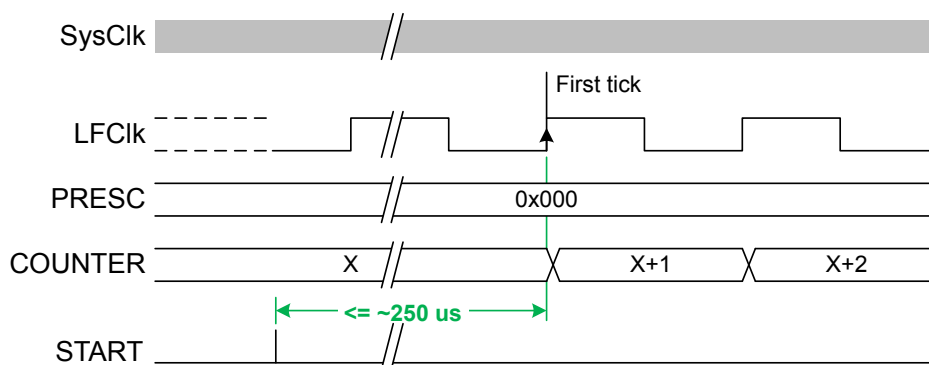 SysClk
First tick
LFClk
PRESC
0x000
COUNTER
X
X+1
X+2
<= ~250 us
START